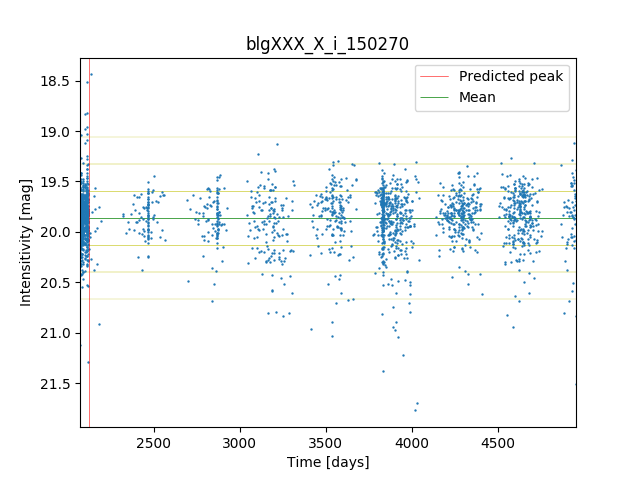 blgXXX_X_i_150270
Predicted peak
Mean
18.5
19.0
19.5
20.0
20.5
21.0
21.5
Intensitivity [mag]
2500 3000 3500 4000 4500
Time [days]